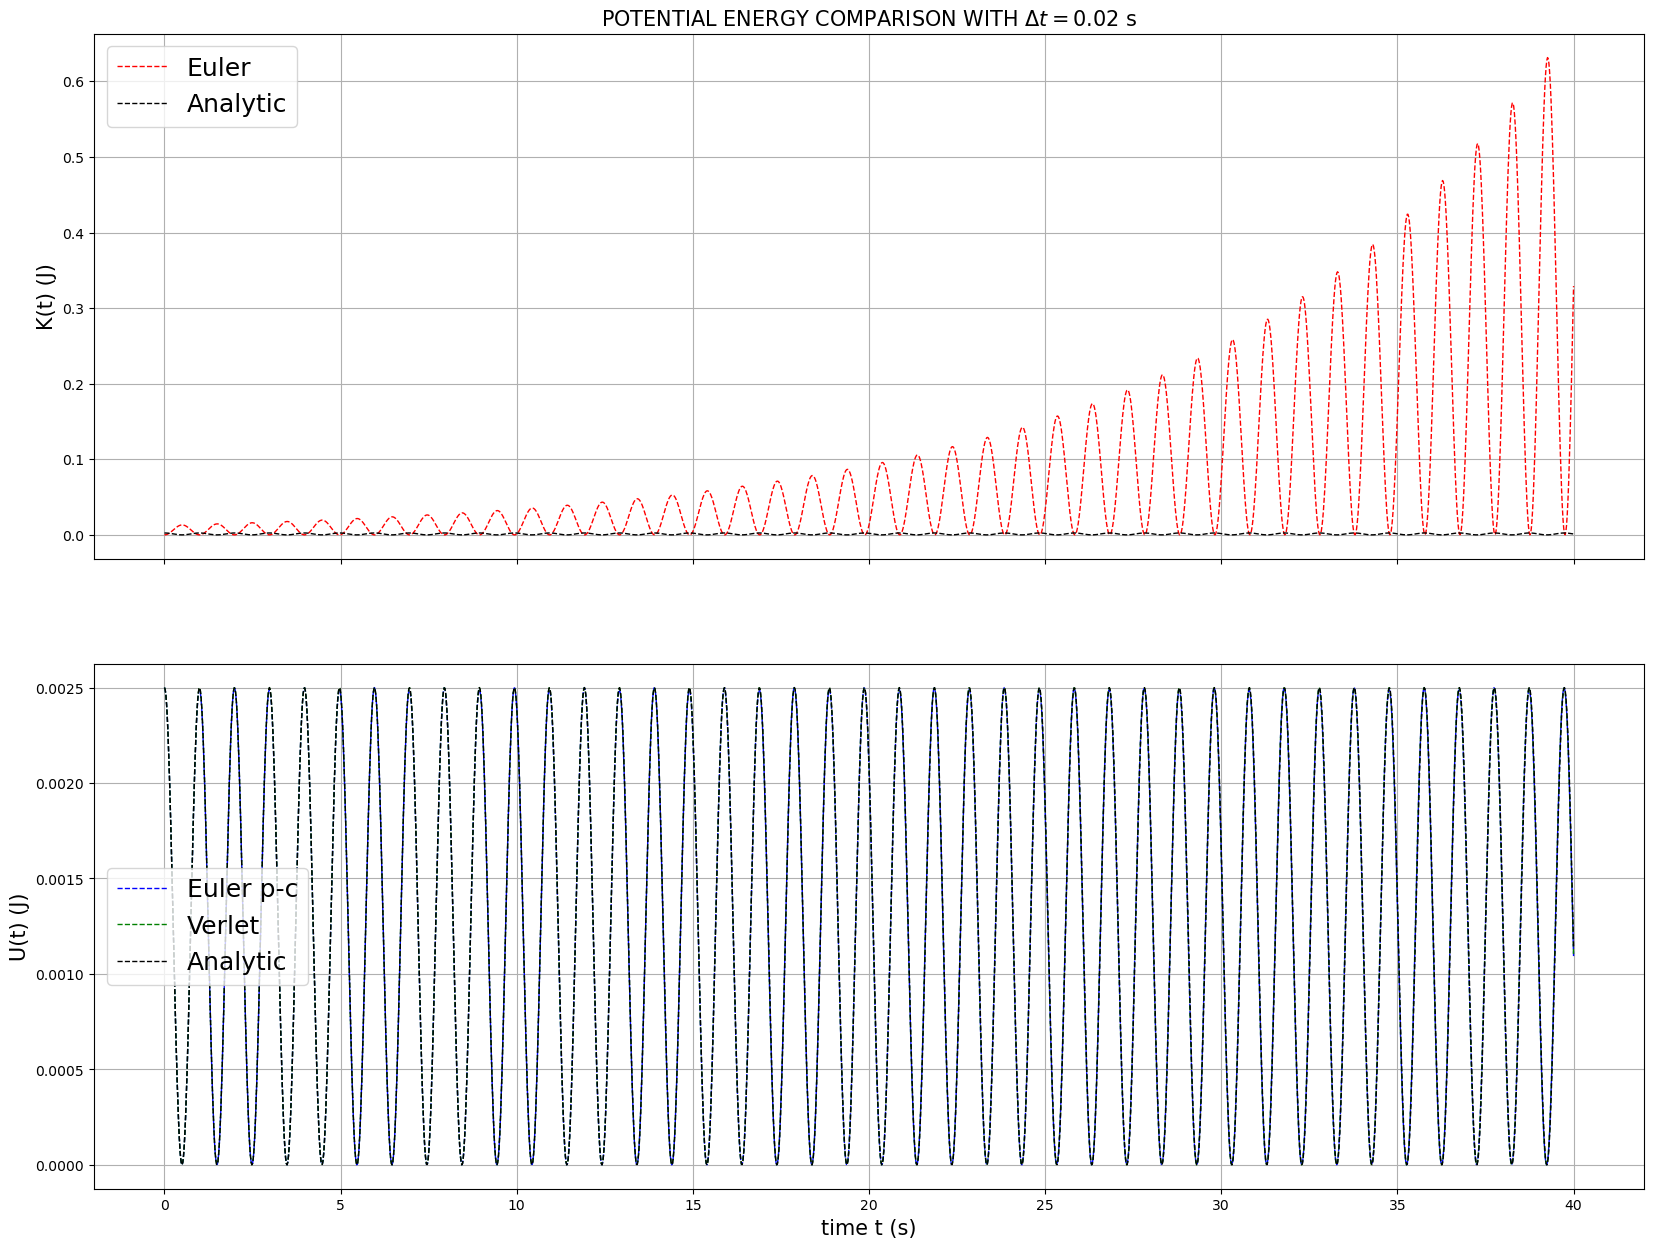 POTENTIAL ENERGY COMPARISON WITH Δt = 0.02 s
Euler
Analytic
K(t) (J)
0.6
0.5
0.4
0.3
0.2
0.1
0.0
Euler p-c
Verlet
Analytic
U(t) (J)
0.0025
0.0020
0.0015
0.0010
0.0005
0.0000
0 5 10 15 20 25 30 35 40
time t (s)